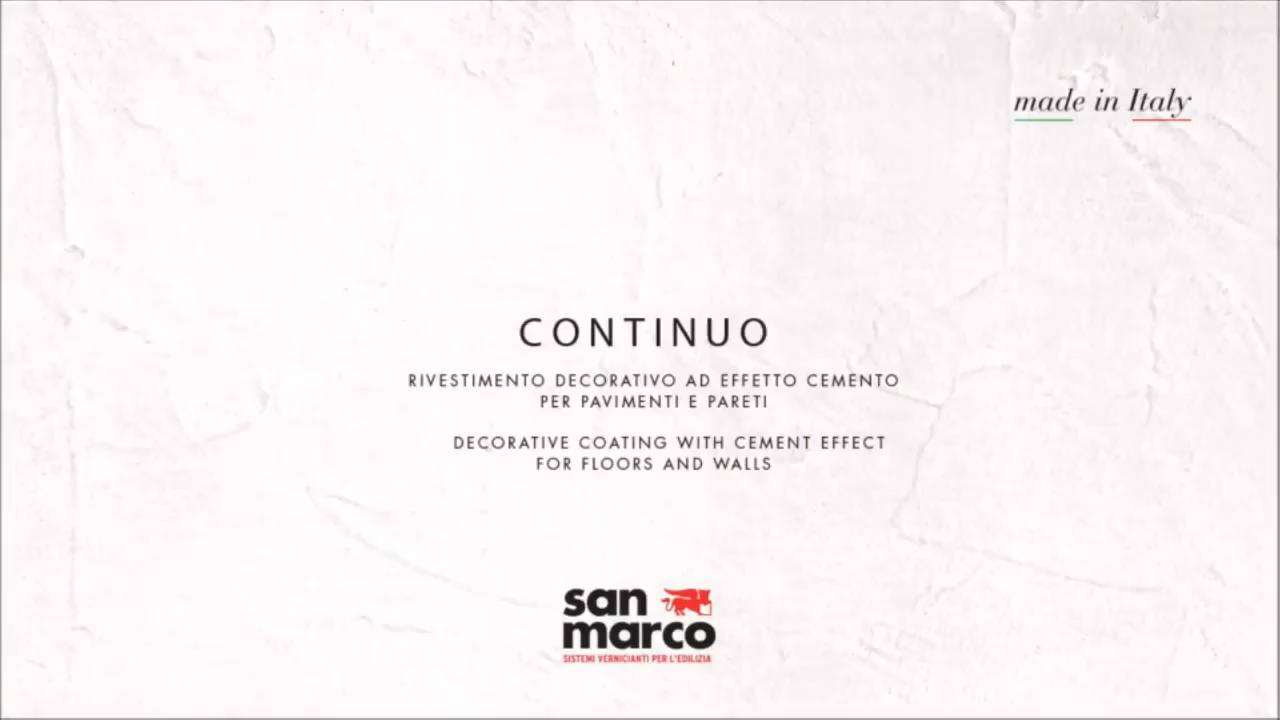 made in Italy
CONTINUO
RIVESTIMENTO DECORATIVO AD EFFETTO CEMENTO
PER PAVIMENTI E PARETI
DECORATIVE COATING WITH CEMENT EFFECT
FOR FLOORS AND WALLS
san
marco
SISTEMI VERNICIANTI PER L'EDILIZIA